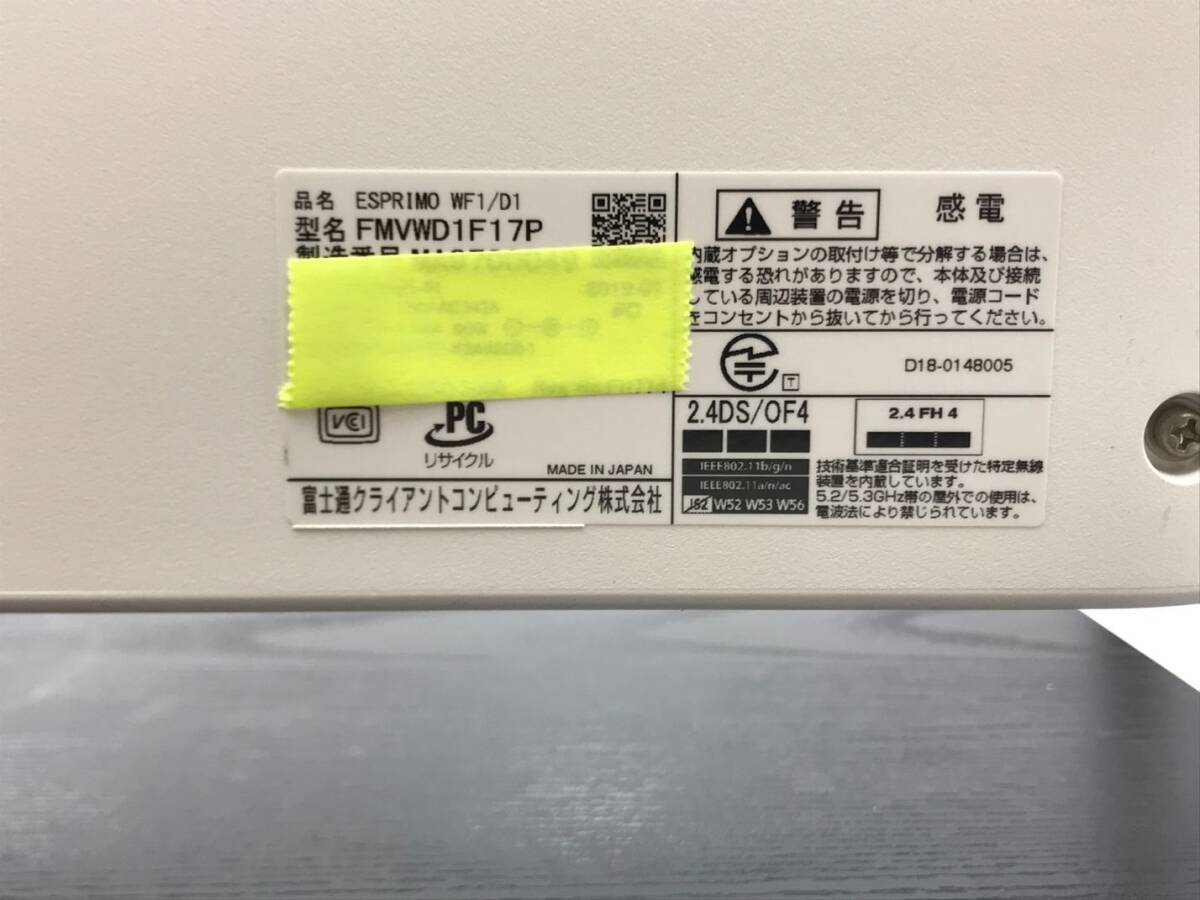 品名 ESPRIMO WF1/D1
型名 FMVWD1F17P
製造番号
VCCI
PC
リサイクル
MADE IN JAPAN
富士通クライアントコンピューティング株式会社
警告 感電
内蔵オプションの取付け等で分解する場合は、
感電する恐れがありますので、本体及び接続
している周辺装置の電源を切り、電源コード
をコンセントから抜いてから行ってください。
T D18-0148005
2.4DS/OF4
IEEE802.11b/g/n
IEEE802.11a/n/ac
J52 W52 W53 W56
2.4 FH 4
技術基準適合証明を受けた特定無線
装置を内蔵しています。
5.2/5.3GHz帯の屋外での使用は、
電波法により禁じられています。